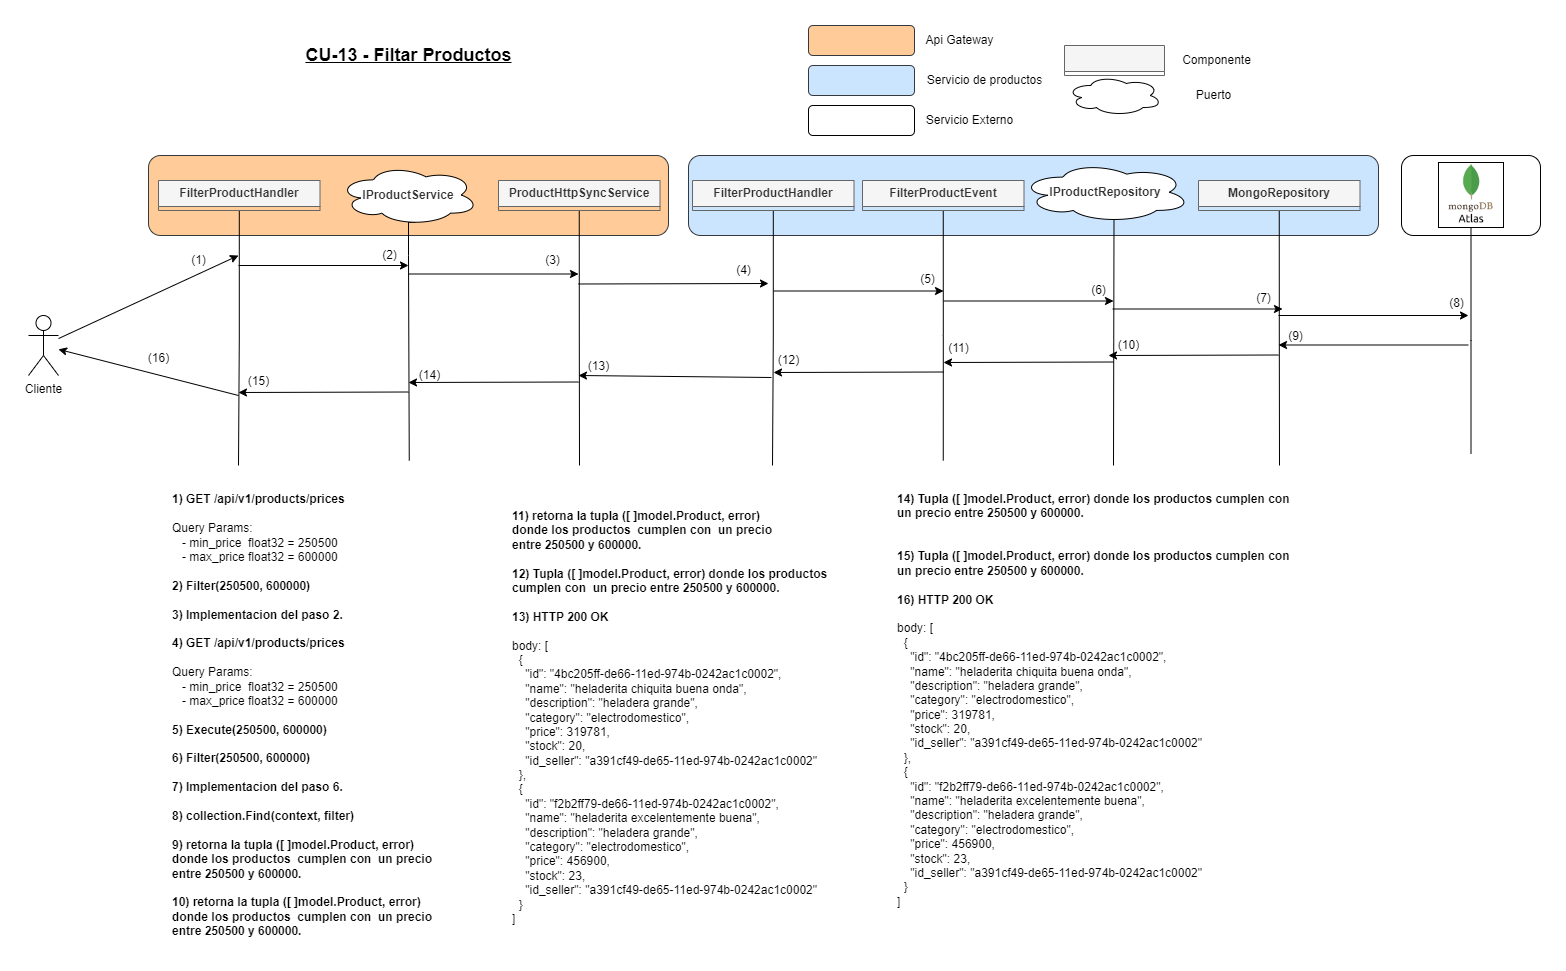 CU-13 - Filtar Productos
Api Gateway
Servicio de productos
Servicio Externo
Componente
Puerto
FilterProductHandler
IProductService
ProductHttpSyncService
FilterProductHandler
FilterProductEvent
IProductRepository
MongoRepository
mongoDB
Atlas
(1)
(2)
(3)
(4)
(5)
(6)
(7)
(8)
(9)
(10)
(11)
(12)
(13)
(14)
(15)
(16)
Cliente
1) GET /api/v1/products/prices
Query Params:
- min_price  float32 = 250500
- max_price float32 = 600000
2) Filter(250500, 600000)
3) Implementacion del paso 2.
4) GET /api/v1/products/prices
Query Params:
- min_price  float32 = 250500
- max_price float32 = 600000
5) Execute(250500, 600000)
6) Filter(250500, 600000)
7) Implementacion del paso 6.
8) collection.Find(context, filter)
9) retorna la tupla ([ ]model.Product, error)
donde los productos  cumplen con  un precio
entre 250500 y 600000.
10) retorna la tupla ([ ]model.Product, error)
donde los productos  cumplen con  un precio
entre 250500 y 600000.
11) retorna la tupla ([ ]model.Product, error)
donde los productos  cumplen con  un precio
entre 250500 y 600000.
12) Tupla ([ ]model.Product, error) donde los productos
cumplen con  un precio entre 250500 y 600000.
13) HTTP 200 OK
body: [
{
"id": "4bc205ff-de66-11ed-974b-0242ac1c0002",
"name": "heladerita chiquita buena onda",
"description": "heladera grande",
"category": "electrodomestico",
"price": 319781,
"stock": 20,
"id_seller": "a391cf49-de65-11ed-974b-0242ac1c0002"
},
{
"id": "f2b2ff79-de66-11ed-974b-0242ac1c0002",
"name": "heladerita excelentemente buena",
"description": "heladera grande",
"category": "electrodomestico",
"price": 456900,
"stock": 23,
"id_seller": "a391cf49-de65-11ed-974b-0242ac1c0002"
}
]
14) Tupla ([ ]model.Product, error) donde los productos cumplen con
un precio entre 250500 y 600000.
15) Tupla ([ ]model.Product, error) donde los productos cumplen con
un precio entre 250500 y 600000.
16) HTTP 200 OK
body: [
{
"id": "4bc205ff-de66-11ed-974b-0242ac1c0002",
"name": "heladerita chiquita buena onda",
"description": "heladera grande",
"category": "electrodomestico",
"price": 319781,
"stock": 20,
"id_seller": "a391cf49-de65-11ed-974b-0242ac1c0002"
},
{
"id": "f2b2ff79-de66-11ed-974b-0242ac1c0002",
"name": "heladerita excelentemente buena",
"description": "heladera grande",
"category": "electrodomestico",
"price": 456900,
"stock": 23,
"id_seller": "a391cf49-de65-11ed-974b-0242ac1c0002"
}
]